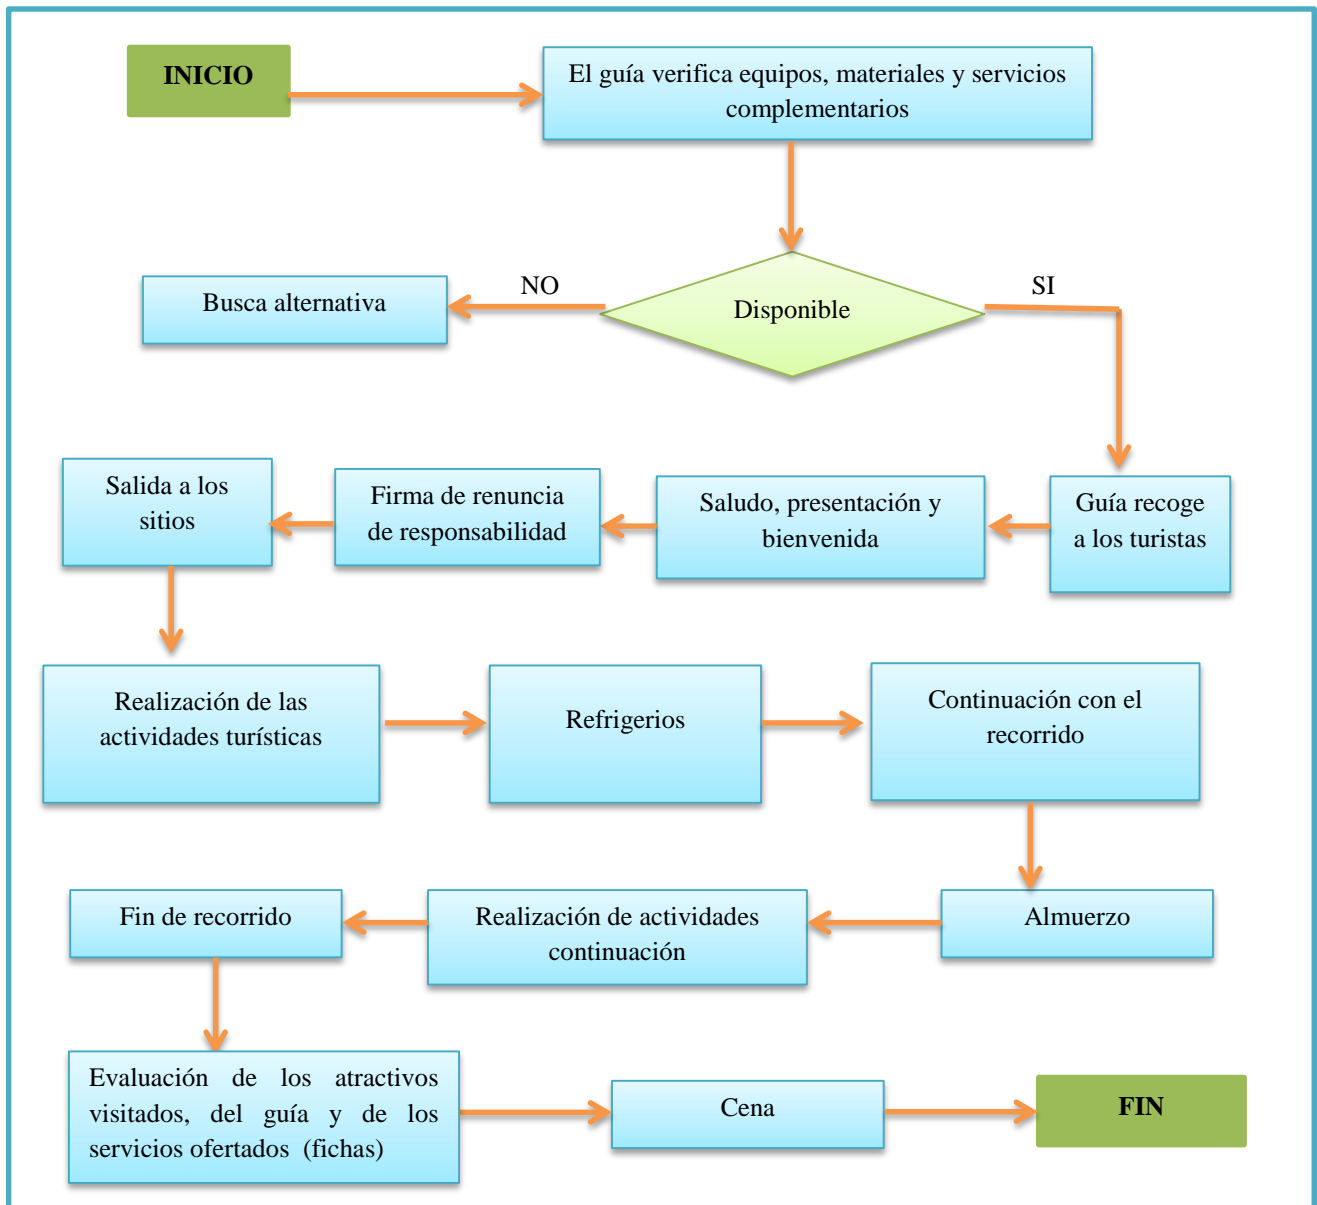 INICIO
El guía verifica equipos, materiales y servicios
complementarios
NO
SI
Busca alternativa
Disponible
Salida a los
sitios
Firma de renuncia
de responsabilidad
Saludo, presentación y
bienvenida
Guía recoge
a los turistas
Realización de las
actividades turísticas
Refrigerios
Continuación con el
recorrido
Fin de recorrido
Realización de actividades
continuación
Almuerzo
Evaluación de los atractivos
visitados, del guía y de los
servicios ofertados (fichas)
Cena
FIN